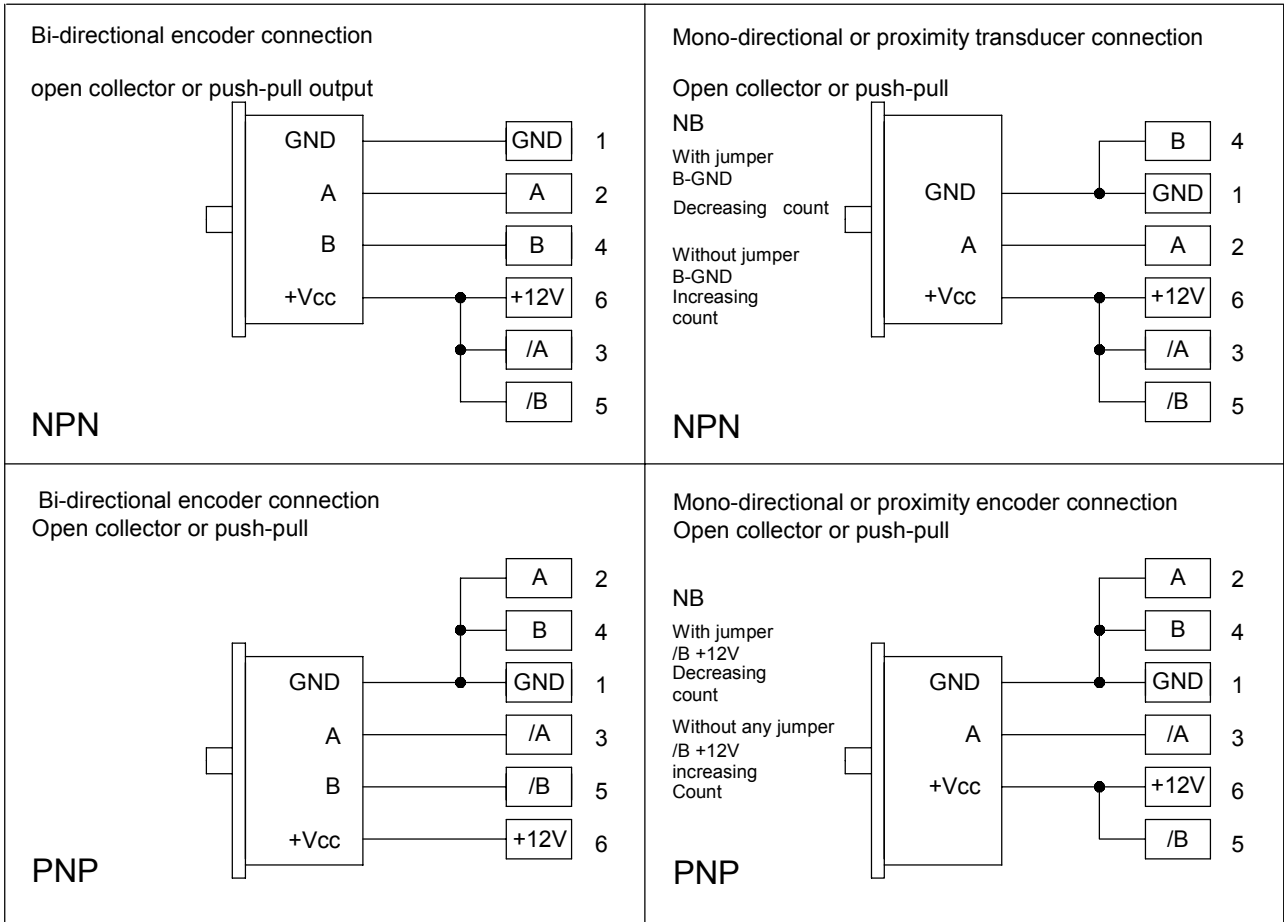 Bi-directional encoder connection
open collector or push-pull output
GND GND 1
A A 2
B B 4
+Vcc +12V 6
/A 3
/B 5
NPN
Mono-directional or proximity transducer connection
Open collector or push-pull
NB
With jumper
B-GND
Decreasing count
Without jumper
B-GND
Increasing
count
B 4
GND GND 1
A A 2
+Vcc +12V 6
/A 3
/B 5
NPN
Bi-directional encoder connection
Open collector or push-pull
A 2
B 4
GND GND 1
A /A 3
B /B 5
+Vcc +12V 6
PNP
Mono-directional or proximity encoder connection
Open collector or push-pull
NB
With jumper
/B +12V
Decreasing
count
Without any jumper
/B +12V
increasing
Count
A 2
B 4
GND GND 1
A /A 3
+Vcc +12V 6
/B 5
PNP